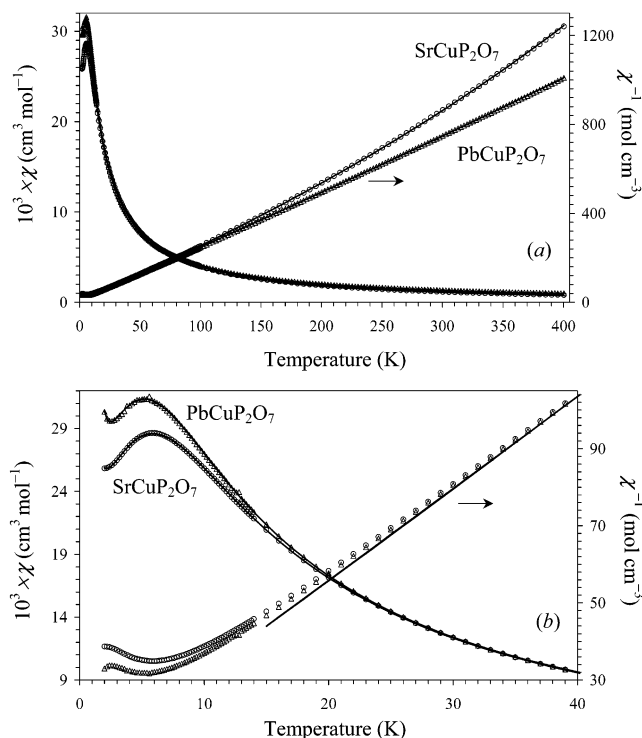 30
20
10
0
10³ ×χ (cm³ mol⁻¹)
1200
800
400
0
χ⁻¹ (mol cm⁻³)
SrCuP₂O₇
PbCuP₂O₇
(a)
0 50 100 150 200 250 300 350 400
Temperature (K)
29
24
19
14
9
10³ ×χ (cm³ mol⁻¹)
90
70
50
30
χ⁻¹ (mol cm⁻³)
PbCuP₂O₇
SrCuP₂O₇
(b)
0 10 20 30 40
Temperature (K)